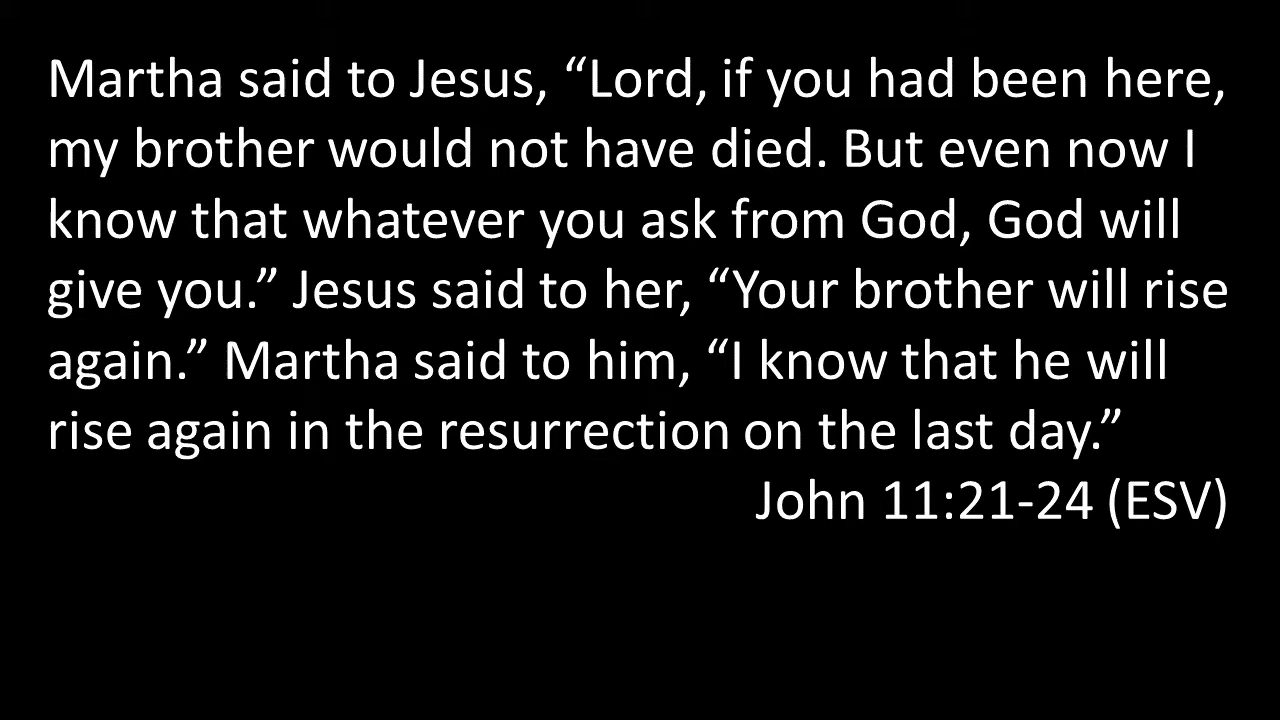 Martha said to Jesus, “Lord, if you had been here,
my brother would not have died. But even now I
know that whatever you ask from God, God will
give you.” Jesus said to her, “Your brother will rise
again.” Martha said to him, “I know that he will
rise again in the resurrection on the last day.”
John 11:21-24 (ESV)